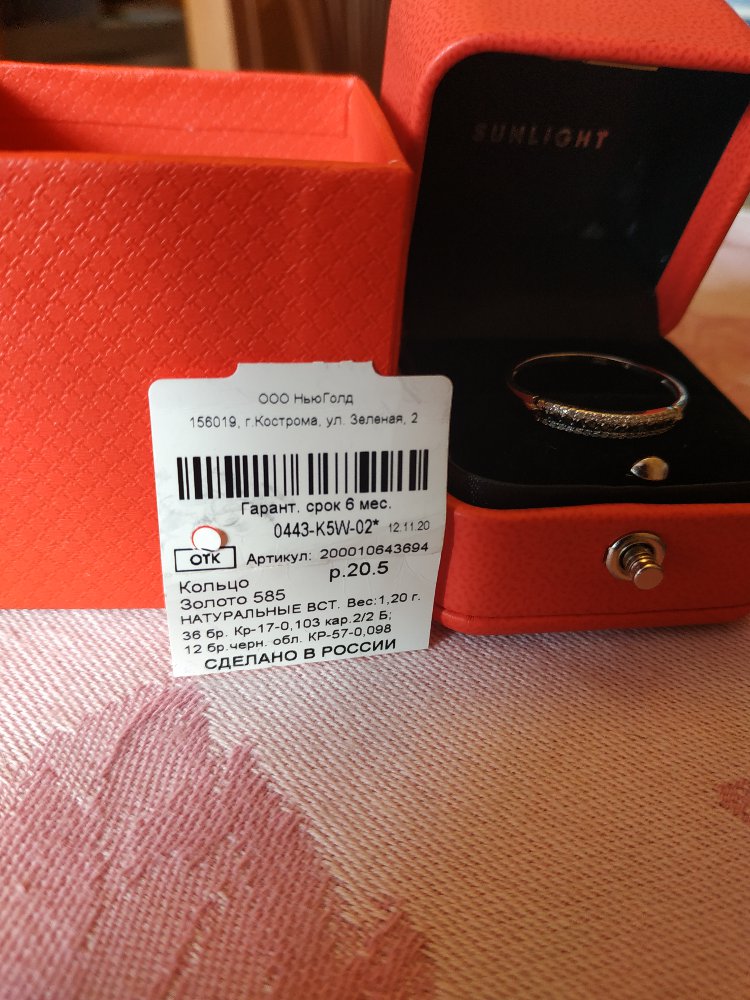 SUNLIGHT
ООО НьюГолд
156019, г.Кострома, ул. Зеленая, 2
Гарант. срок 6 мес.
0443-K5W-02* 12.11.20
ОТК Артикул: 200010643694
Кольцо р.20.5
Золото 585
НАТУРАЛЬНЫЕ ВСТ. Вес:1,20 г.
36 бр. Кр-17-0,103 кар.2/2 Б;
12 бр.черн. обл. КР-57-0,098
СДЕЛАНО В РОССИИ